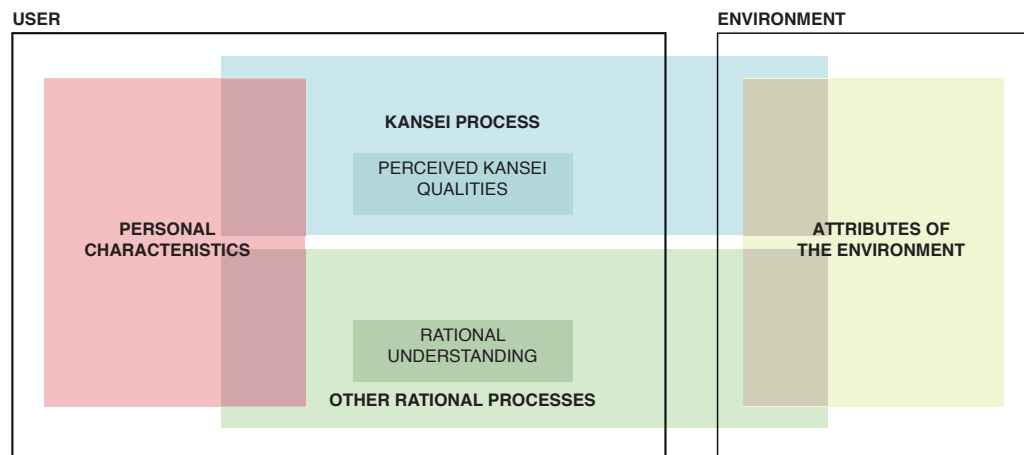 USER
ENVIRONMENT
KANSEI PROCESS
PERCEIVED KANSEI
QUALITIES
PERSONAL
CHARACTERISTICS
ATTRIBUTES OF
THE ENVIRONMENT
RATIONAL
UNDERSTANDING
OTHER RATIONAL PROCESSES